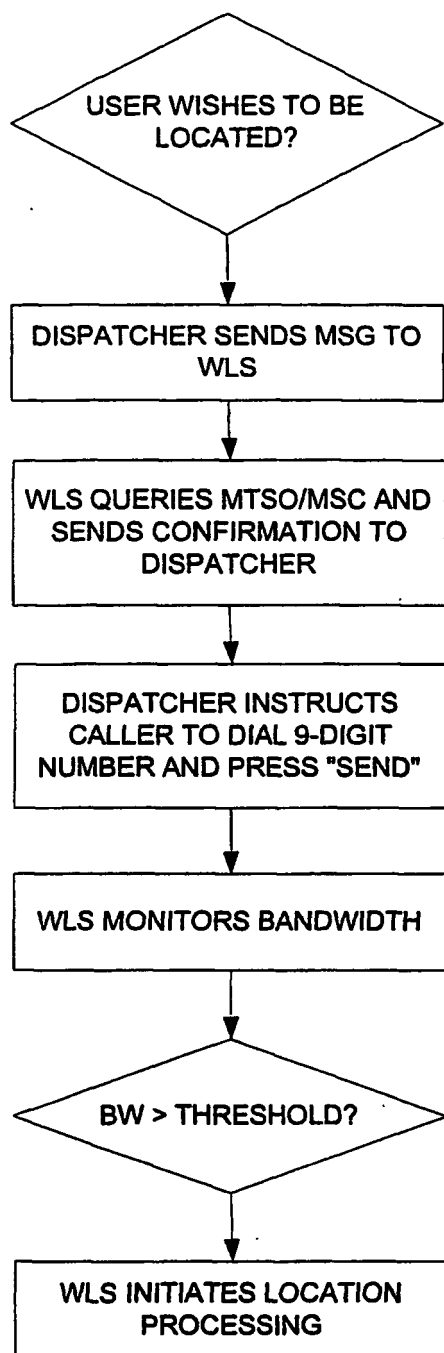 USER WISHES TO BE
LOCATED?
DISPATCHER SENDS MSG TO
WLS
WLS QUERIES MTSO/MSC AND
SENDS CONFIRMATION TO
DISPATCHER
DISPATCHER INSTRUCTS
CALLER TO DIAL 9-DIGIT
NUMBER AND PRESS "SEND"
WLS MONITORS BANDWIDTH
BW > THRESHOLD?
WLS INITIATES LOCATION
PROCESSING